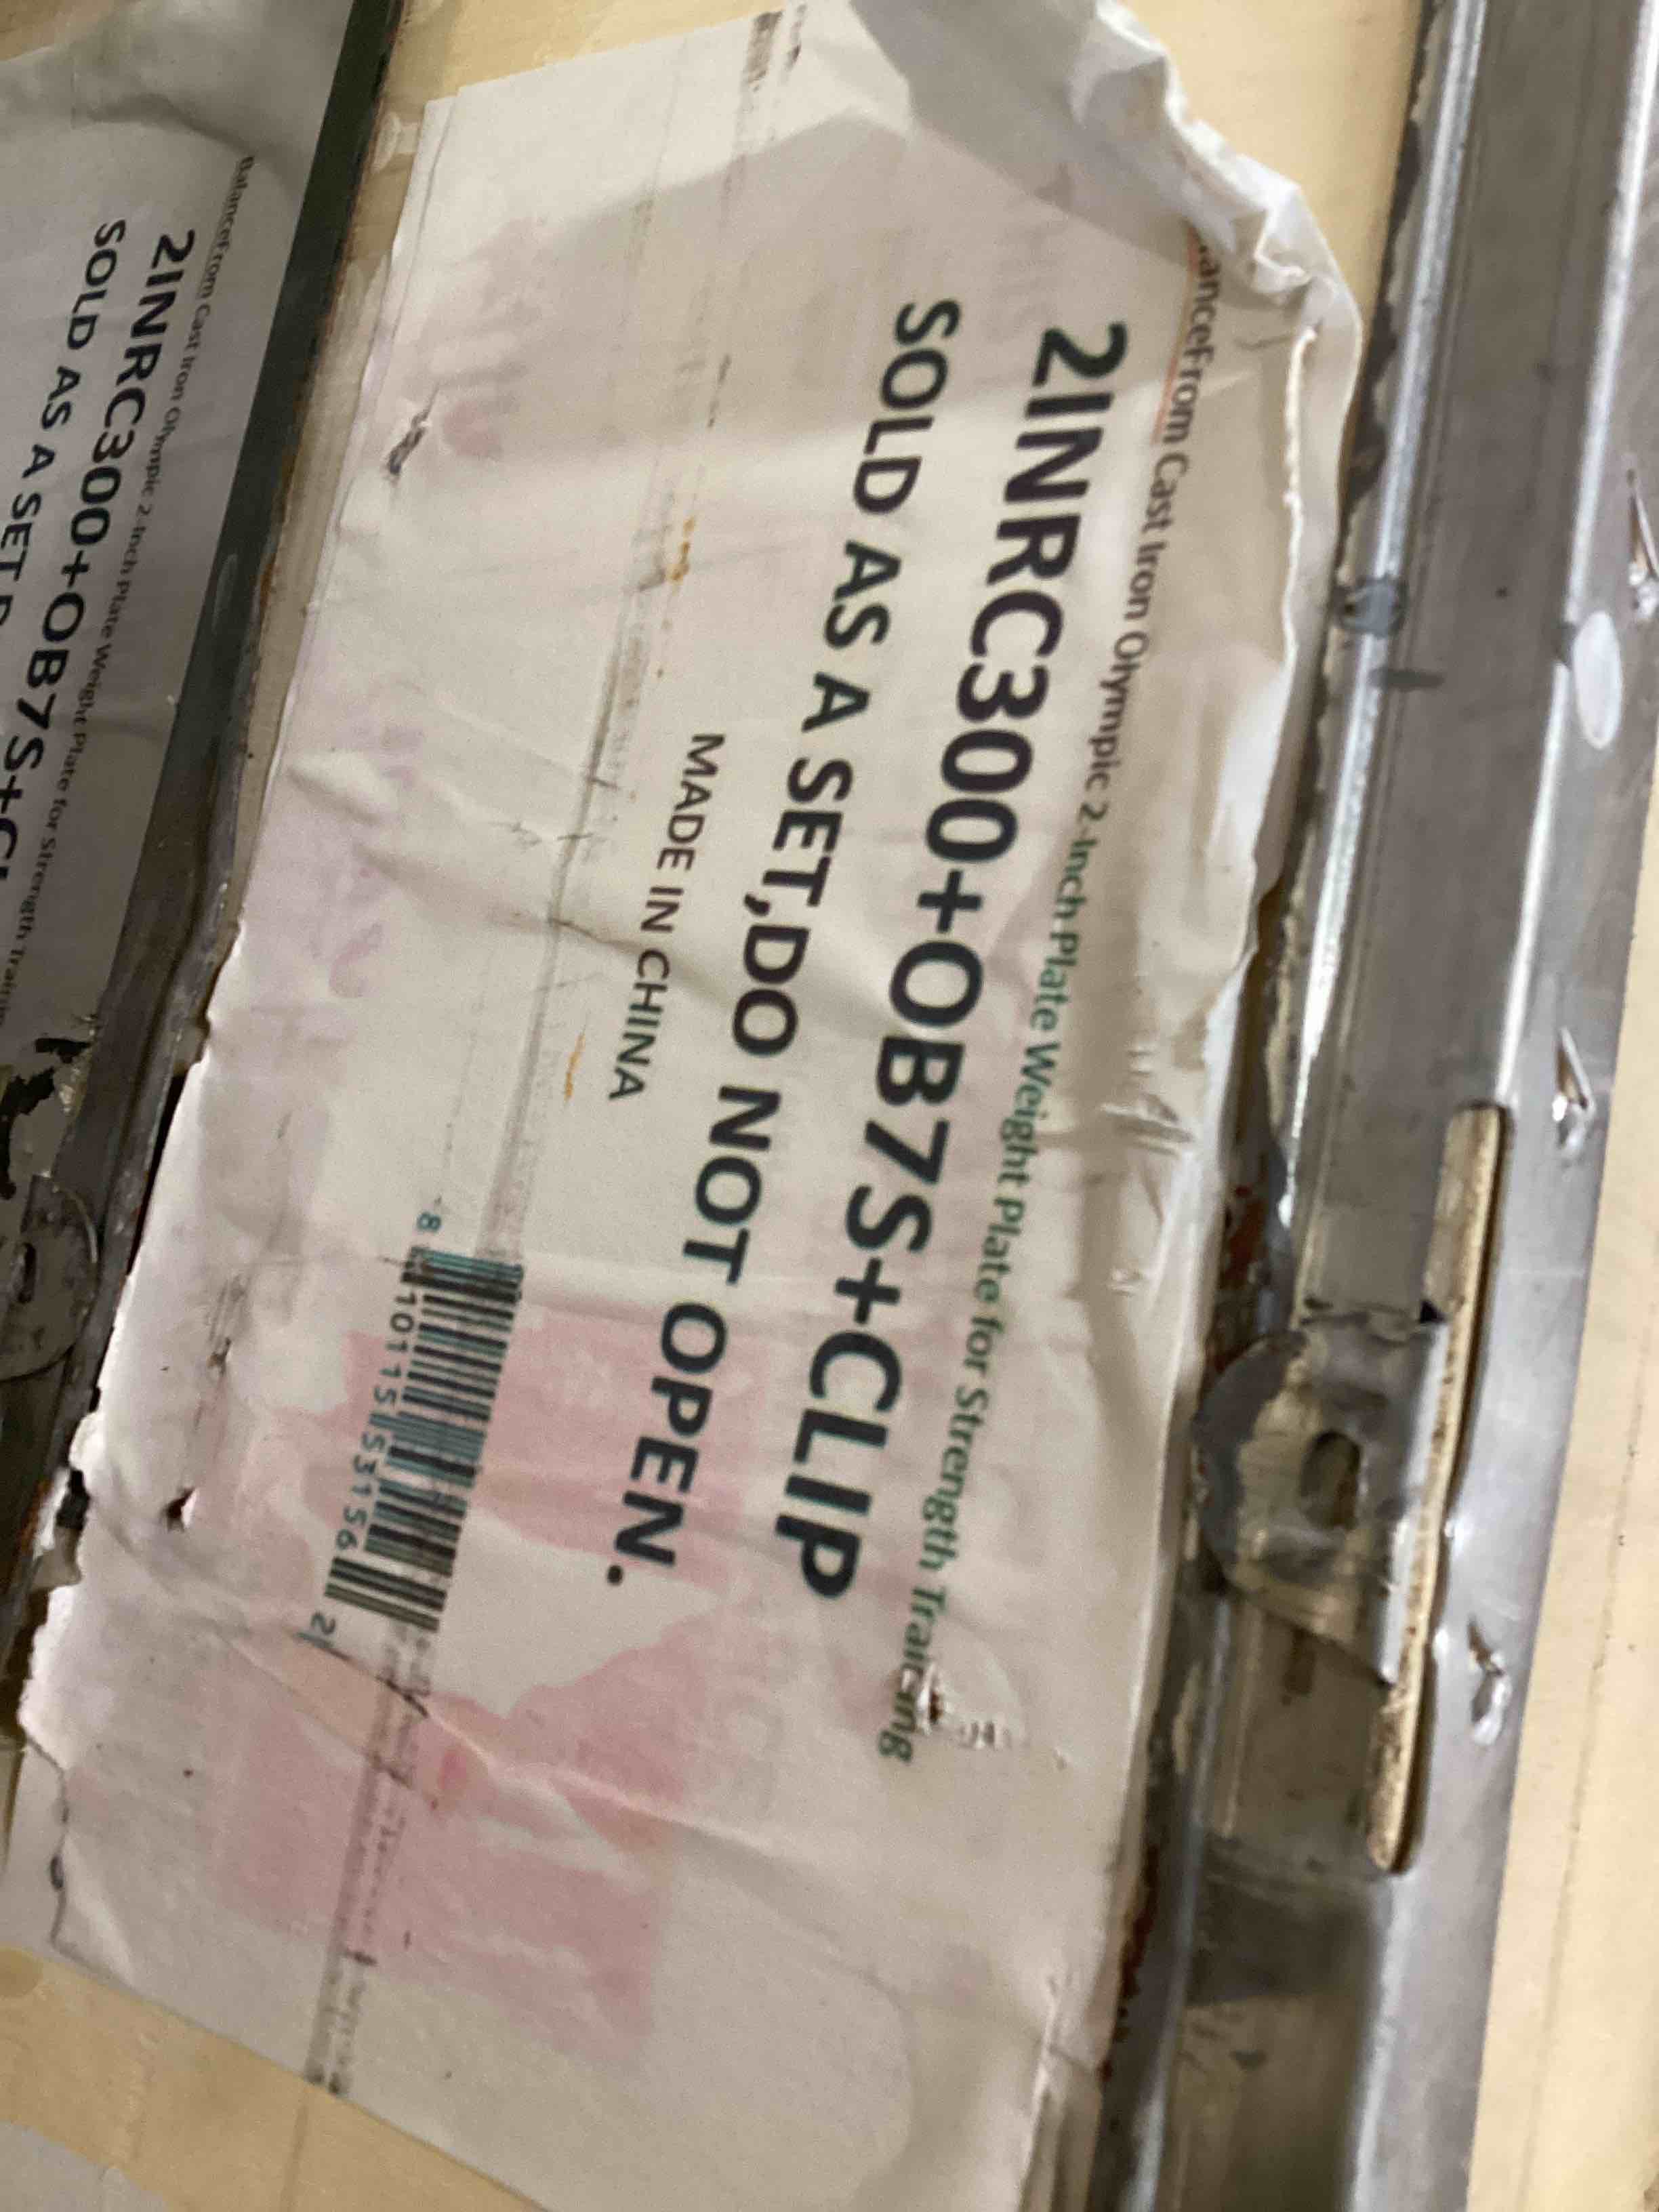 anceFrom Cast Iron Olympic 2-Inch Plate Weight Plate for Strength Training
2INRC300+OB7S+CLIP
SOLD AS A SET,DO NOT OPEN.
MADE IN CHINA
BalanceFrom Cast Iron Olympic 2-Inch Plate Weight Plate for Strength
2INRC300+OB7S+
SOLD AS A SET